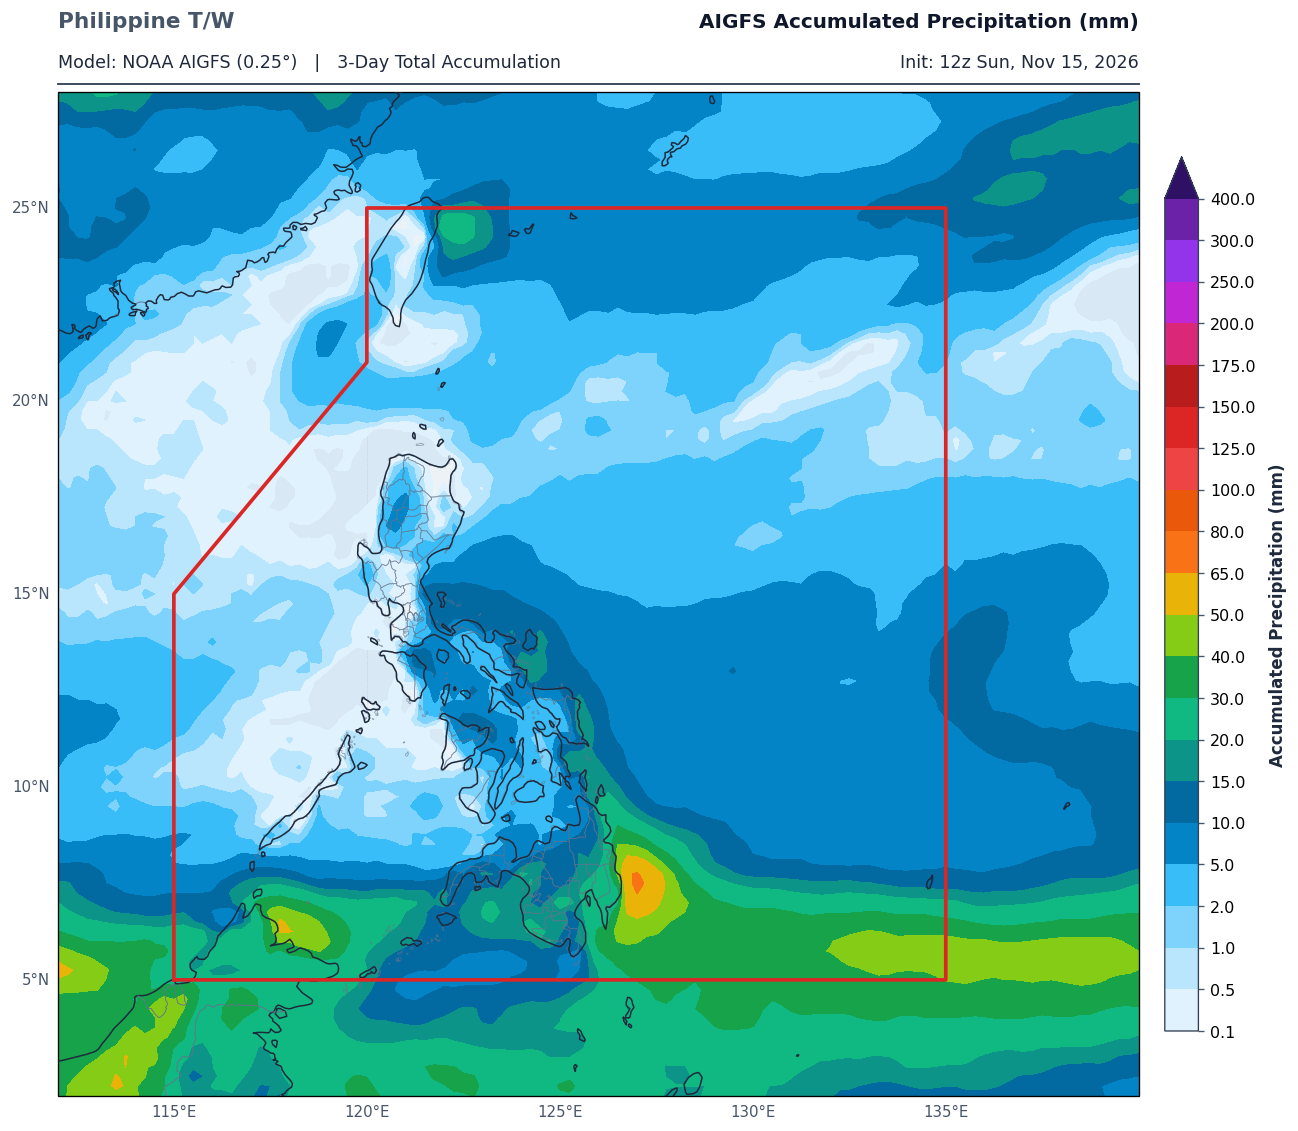 Philippine T/W
AIGFS Accumulated Precipitation (mm)
Model: NOAA AIGFS (0.25°)   |   3-Day Total Accumulation
Init: 12z Sun, Nov 15, 2026
25°N
20°N
15°N
10°N
5°N
115°E
120°E
125°E
130°E
135°E
400.0
300.0
250.0
200.0
175.0
150.0
125.0
100.0
80.0
65.0
50.0
40.0
30.0
20.0
15.0
10.0
5.0
2.0
1.0
0.5
0.1
Accumulated Precipitation (mm)